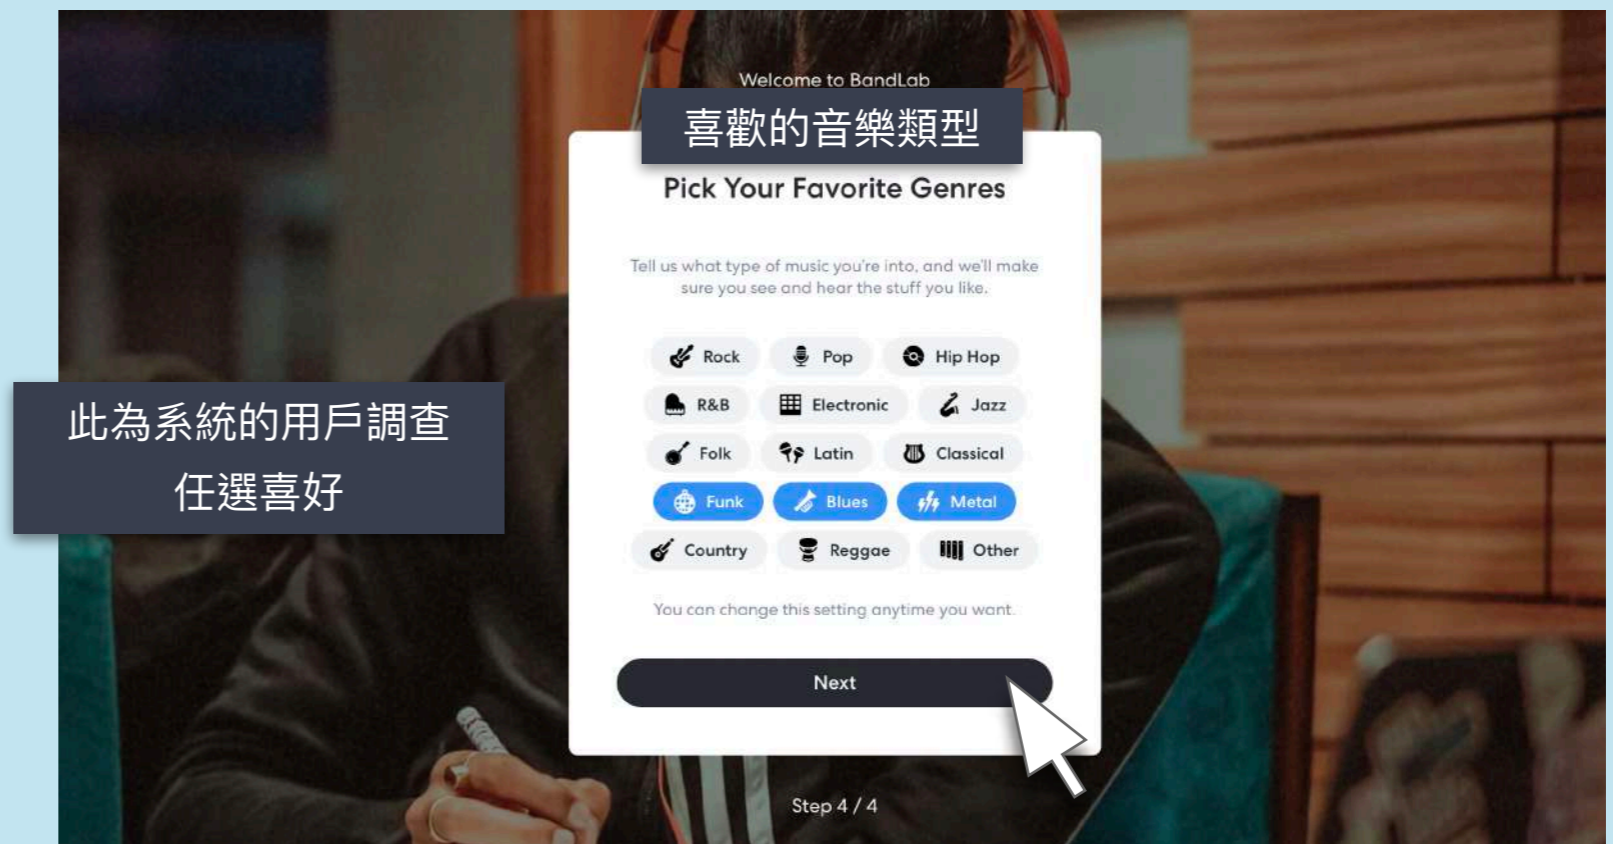 Welcome to BandLab
喜歡的音樂類型
Pick Your Favorite Genres
Tell us what type of music you're into, and we'll make
sure you see and hear the stuff you like.
Rock Pop Hip Hop
R&B Electronic Jazz
Folk Latin Classical
Funk Blues Metal
Country Reggae Other
You can change this setting anytime you want.
Next
Step 4 / 4
此為系統的用戶調查
任選喜好